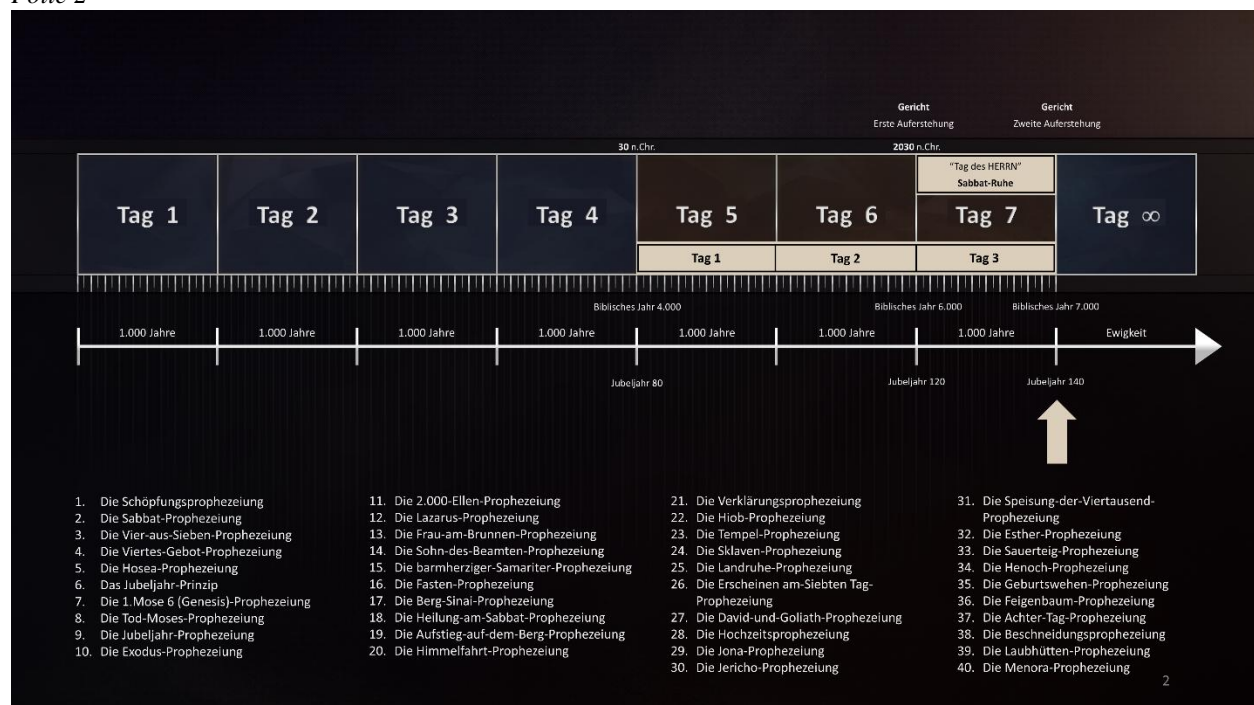 Folie 2
Gericht
Erste Auferstehung
Gericht
Zweite Auferstehung
30 n.Chr.
2030 n.Chr.
"Tag des HERRN"
Sabbat-Ruhe
Tag 1
Tag 2
Tag 3
Tag 4
Tag 5
Tag 6
Tag 7
Tag ∞
Tag 1
Tag 2
Tag 3
Biblisches Jahr 4.000
Biblisches Jahr 6.000
Biblisches Jahr 7.000
1.000 Jahre
1.000 Jahre
1.000 Jahre
1.000 Jahre
1.000 Jahre
1.000 Jahre
1.000 Jahre
Ewigkeit
Jubeljahr 80
Jubeljahr 120
Jubeljahr 140
1. Die Schöpfungsprophezeiung
2. Die Sabbat-Prophezeiung
3. Die Vier-aus-Sieben-Prophezeiung
4. Die Viertes-Gebot-Prophezeiung
5. Die Hosea-Prophezeiung
6. Das Jubeljahr-Prinzip
7. Die 1.Mose 6 (Genesis)-Prophezeiung
8. Die Tod-Moses-Prophezeiung
9. Die Jubeljahr-Prophezeiung
10. Die Exodus-Prophezeiung
11. Die 2.000-Ellen-Prophezeiung
12. Die Lazarus-Prophezeiung
13. Die Frau-am-Brunnen-Prophezeiung
14. Die Sohn-des-Beamten-Prophezeiung
15. Die barmherziger-Samariter-Prophezeiung
16. Die Fasten-Prophezeiung
17. Die Berg-Sinai-Prophezeiung
18. Die Heilung-am-Sabbat-Prophezeiung
19. Die Aufstieg-auf-dem-Berg-Prophezeiung
20. Die Himmelfahrt-Prophezeiung
21. Die Verklärungsprophezeiung
22. Die Hiob-Prophezeiung
23. Die Tempel-Prophezeiung
24. Die Sklaven-Prophezeiung
25. Die Landruhe-Prophezeiung
26. Die Erscheinen am-Siebten Tag-
Prophezeiung
27. Die David-und-Goliath-Prophezeiung
28. Die Hochzeitsprophezeiung
29. Die Jona-Prophezeiung
30. Die Jericho-Prophezeiung
31. Die Speisung-der-Viertausend-
Prophezeiung
32. Die Esther-Prophezeiung
33. Die Sauerteig-Prophezeiung
34. Die Henoch-Prophezeiung
35. Die Geburtswehen-Prophezeiung
36. Die Feigenbaum-Prophezeiung
37. Die Achter-Tag-Prophezeiung
38. Die Beschneidungsprophezeiung
39. Die Laubhütten-Prophezeiung
40. Die Menora-Prophezeiung
2